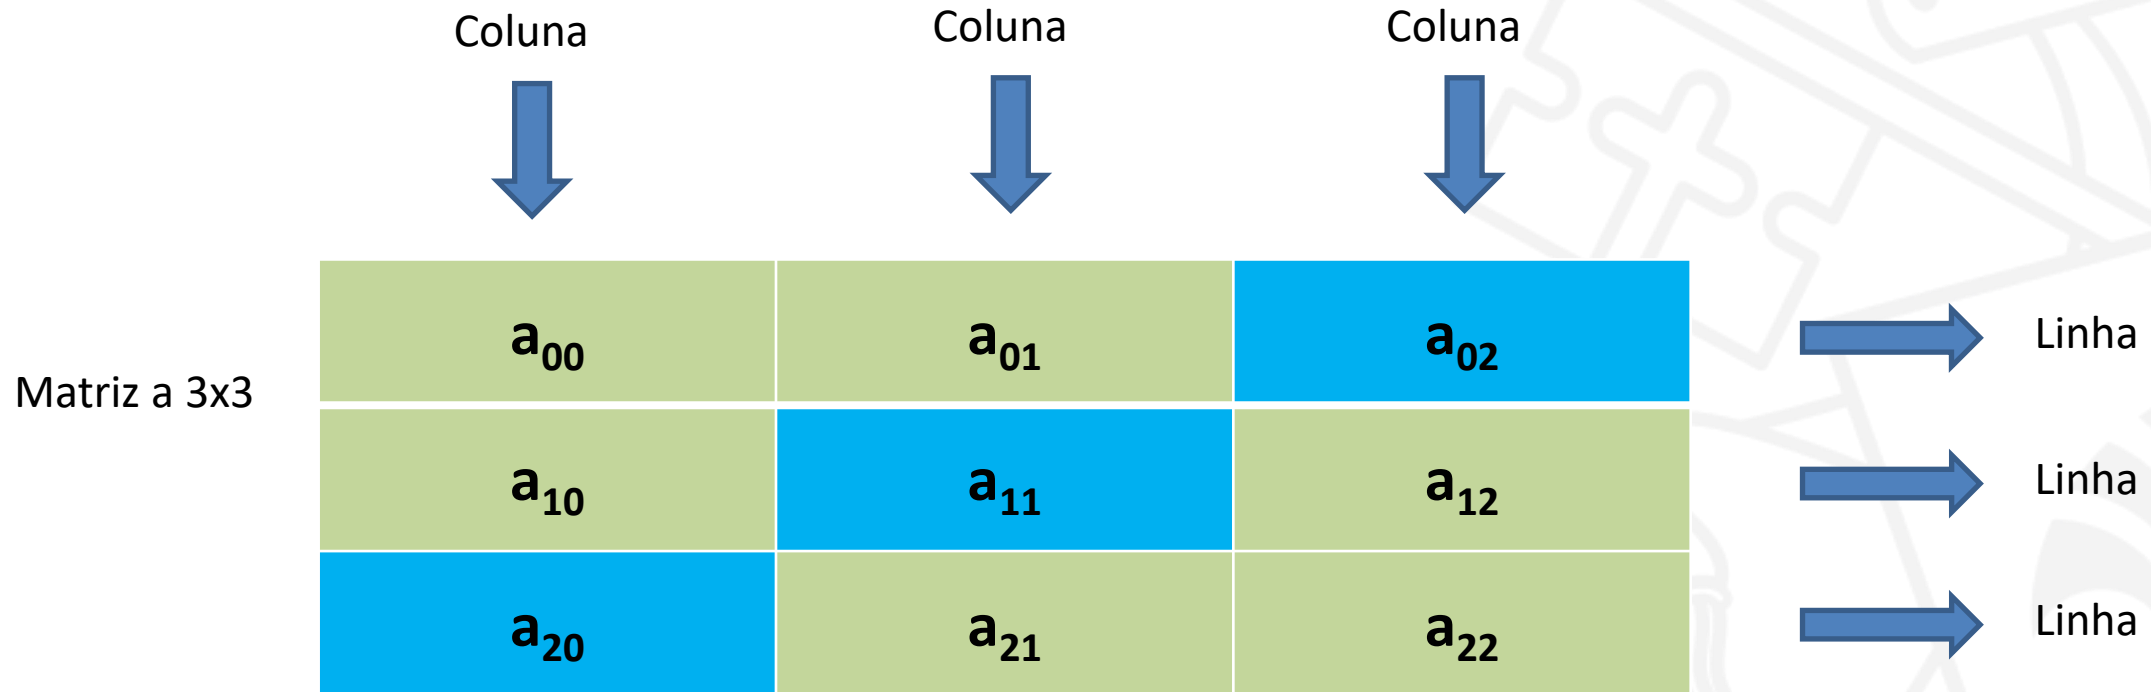 Coluna Coluna Coluna
a00 a01 a02 Linha
Matriz a 3x3
a10 a11 a12 Linha
a20 a21 a22 Linha